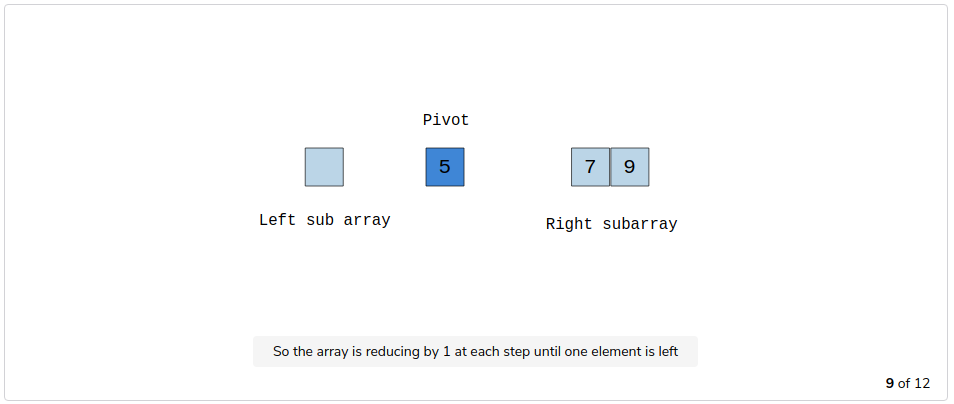 Pivot
5
7 9
Left sub array
Right subarray
So the array is reducing by 1 at each step until one element is left
9 of 12